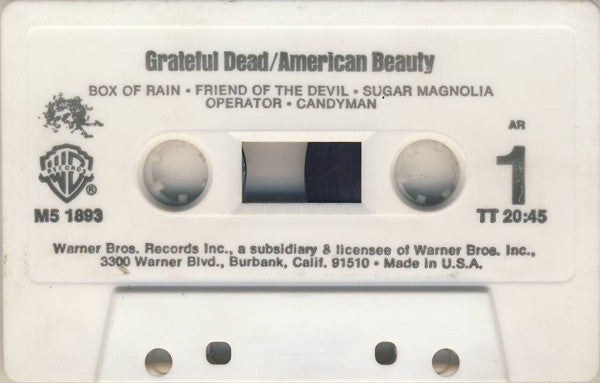 Grateful Dead/American Beauty
BOX OF RAIN • FRIEND OF THE DEVIL • SUGAR MAGNOLIA
OPERATOR • CANDYMAN
AR
1
WB
RECORDS
®
M5 1893
TT 20:45
Warner Bros. Records Inc., a subsidiary & licensee of Warner Bros. Inc.,
3300 Warner Blvd., Burbank, Calif. 91510 • Made in U.S.A.